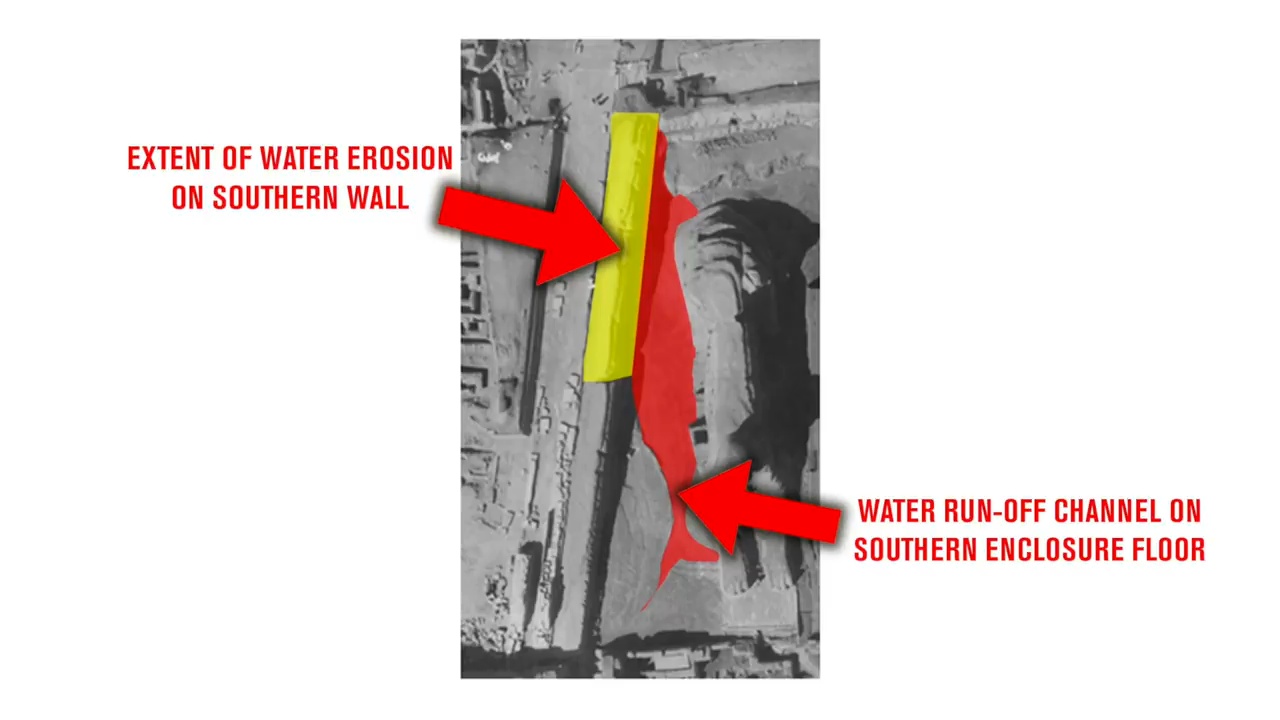 EXTENT OF WATER EROSION
ON SOUTHERN WALL
WATER RUN-OFF CHANNEL ON
SOUTHERN ENCLOSURE FLOOR